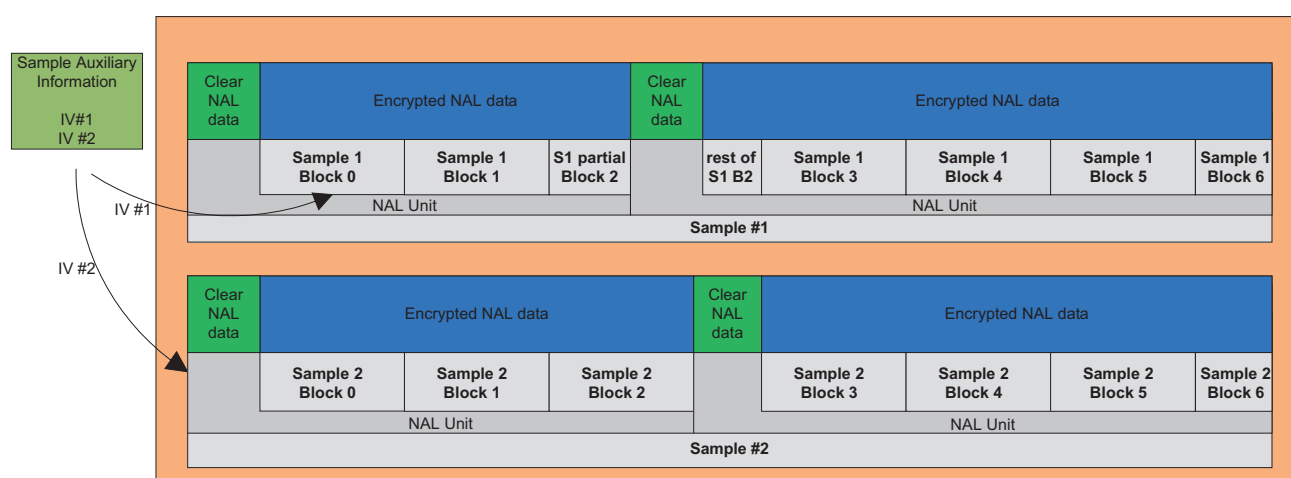 Sample Auxiliary
Information
IV#1
IV #2
IV #1
IV #2
Clear
NAL
data
Encrypted NAL data
Clear
NAL
data
Encrypted NAL data
Sample 1
Block 0
Sample 1
Block 1
S1 partial
Block 2
rest of
S1 B2
Sample 1
Block 3
Sample 1
Block 4
Sample 1
Block 5
Sample 1
Block 6
NAL Unit
NAL Unit
Sample #1
Clear
NAL
data
Encrypted NAL data
Clear
NAL
data
Encrypted NAL data
Sample 2
Block 0
Sample 2
Block 1
Sample 2
Block 2
Sample 2
Block 3
Sample 2
Block 4
Sample 2
Block 5
Sample 2
Block 6
NAL Unit
NAL Unit
Sample #2